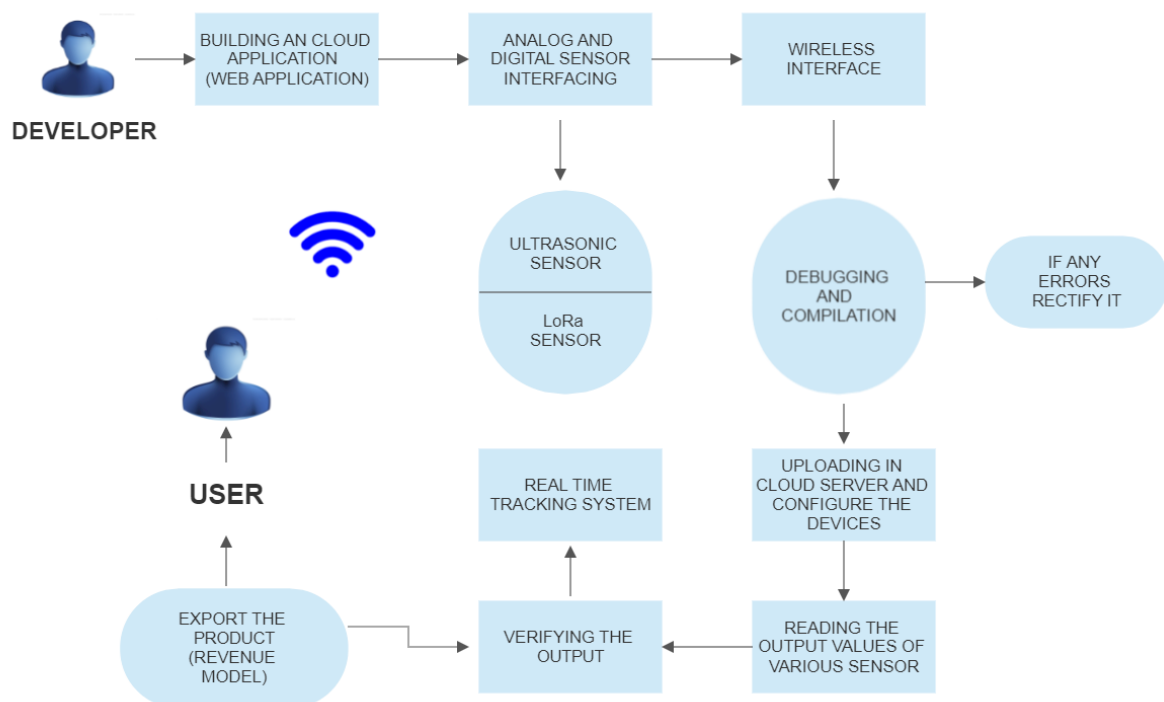 BUILDING AN CLOUD
APPLICATION
(WEB APPLICATION)
ANALOG AND
DIGITAL SENSOR
INTERFACING
WIRELESS
INTERFACE
DEVELOPER
ULTRASONIC
SENSOR
LoRa
SENSOR
DEBUGGING
AND
COMPILATION
IF ANY
ERRORS
RECTIFY IT
USER
REAL TIME
TRACKING SYSTEM
UPLOADING IN
CLOUD SERVER AND
CONFIGURE THE
DEVICES
EXPORT THE
PRODUCT
(REVENUE
MODEL)
VERIFYING THE
OUTPUT
READING THE
OUTPUT VALUES OF
VARIOUS SENSOR